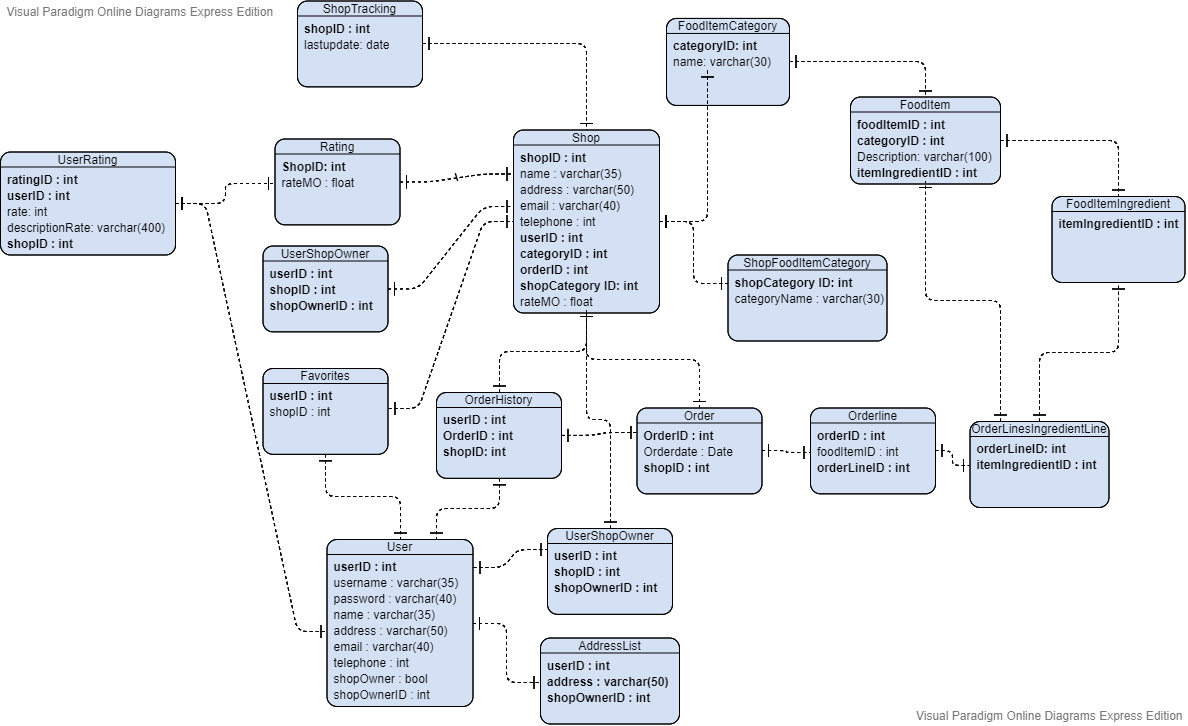 Visual Paradigm Online Diagrams Express Edition
ShopTracking
shopID : int
lastupdate: date
FoodItemCategory
categoryID: int
name: varchar(30)
FoodItem
foodItemID : int
categoryID : int
Description: varchar(100)
itemIngredientID : int
UserRating
ratingID : int
userID : int
rate: int
descriptionRate: varchar(400)
shopID : int
Rating
ShopID: int
rateMO : float
Shop
shopID : int
name : varchar(35)
address : varchar(50)
email : varchar(40)
telephone : int
userID : int
categoryID : int
orderID : int
shopCategory ID: int
rateMO : float
FoodItemIngredient
itemIngredientID : int
UserShopOwner
userID : int
shopID : int
shopOwnerID : int
ShopFoodItemCategory
shopCategory ID: int
categoryName : varchar(30)
Favorites
userID : int
shopID : int
OrderHistory
userID : int
OrderID : int
shopID: int
Order
OrderID : int
Orderdate : Date
shopID : int
Orderline
orderID : int
foodItemID : int
orderLineID : int
OrderLinesIngredientLine
orderLineID: int
itemIngredientID : int
User
userID : int
username : varchar(35)
password : varchar(40)
name : varchar(35)
address : varchar(50)
email : varchar(40)
telephone : int
shopOwner : bool
shopOwnerID : int
UserShopOwner
userID : int
shopID : int
shopOwnerID : int
AddressList
userID : int
address : varchar(50)
shopOwnerID : int
Visual Paradigm Online Diagrams Express Edition